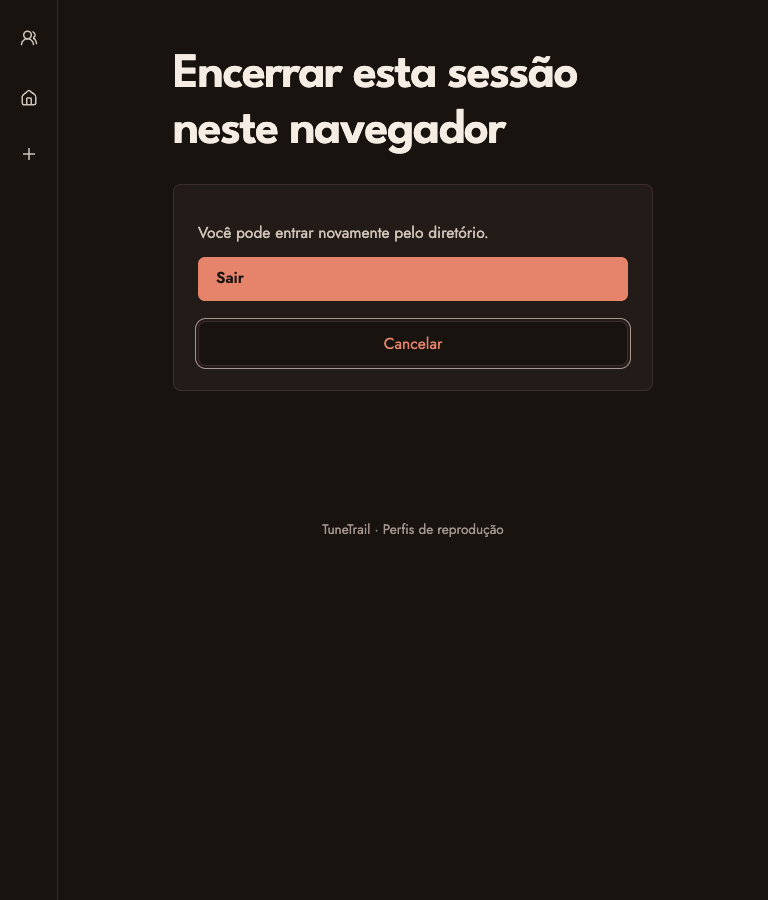 Encerrar esta sessão
neste navegador
Você pode entrar novamente pelo diretório.
Sair
Cancelar
TuneTrail · Perfis de reprodução